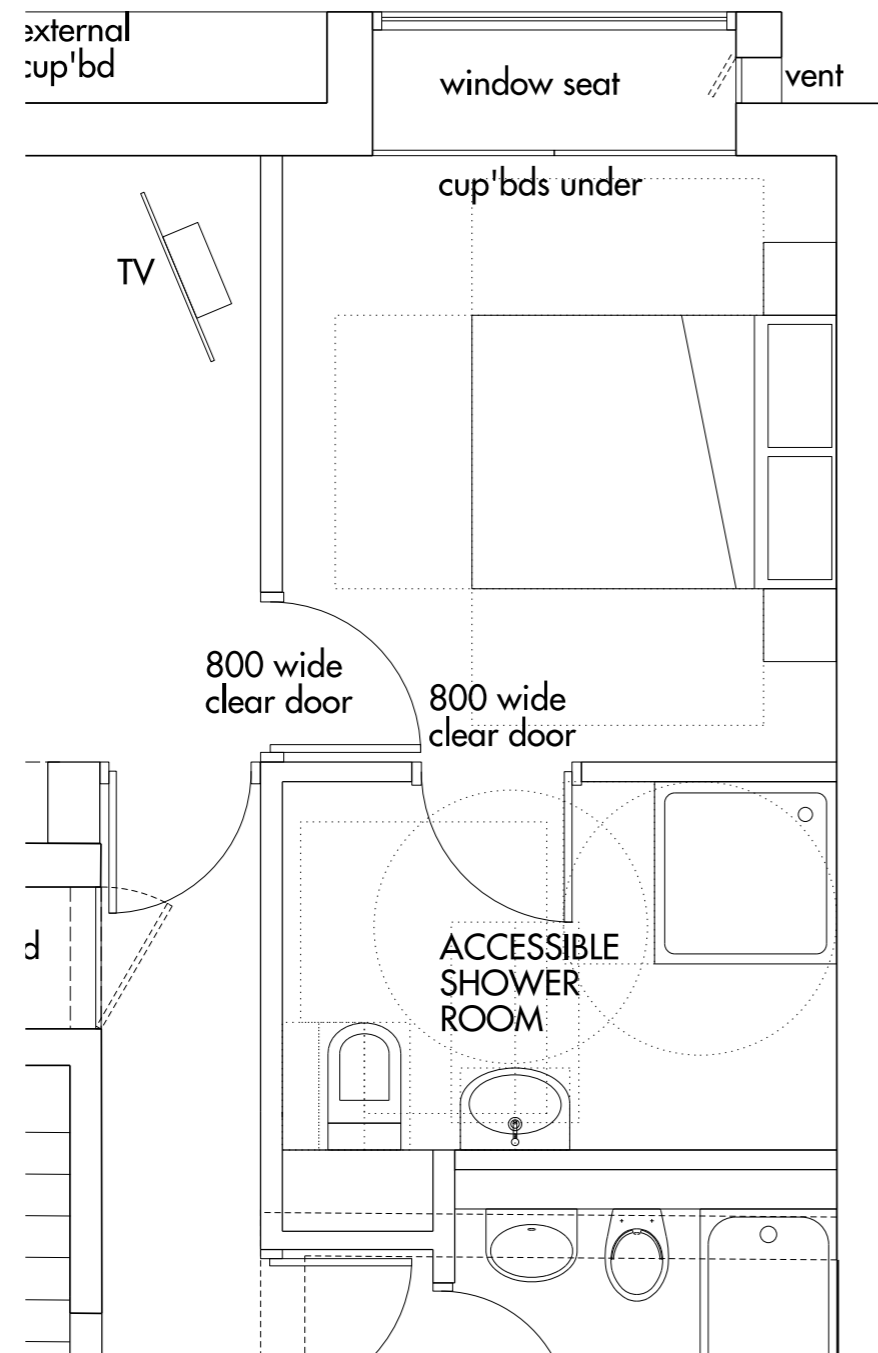 external
cup'bd
window seat
vent
cup'bds under
TV
800 wide
clear door
800 wide
clear door
d
ACCESSIBLE
SHOWER
ROOM